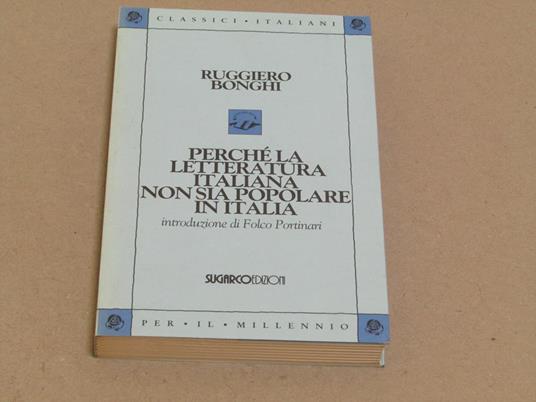 CLASSICI • ITALIANI
RUGGIERO
BONGHI
PERCHÉ LA
LETTERATURA
ITALIANA
NON SIA POPOLARE
IN ITALIA
introduzione di Folco Portinari
SUGARCOEDIZIONI
PER • IL • MILLENNIO